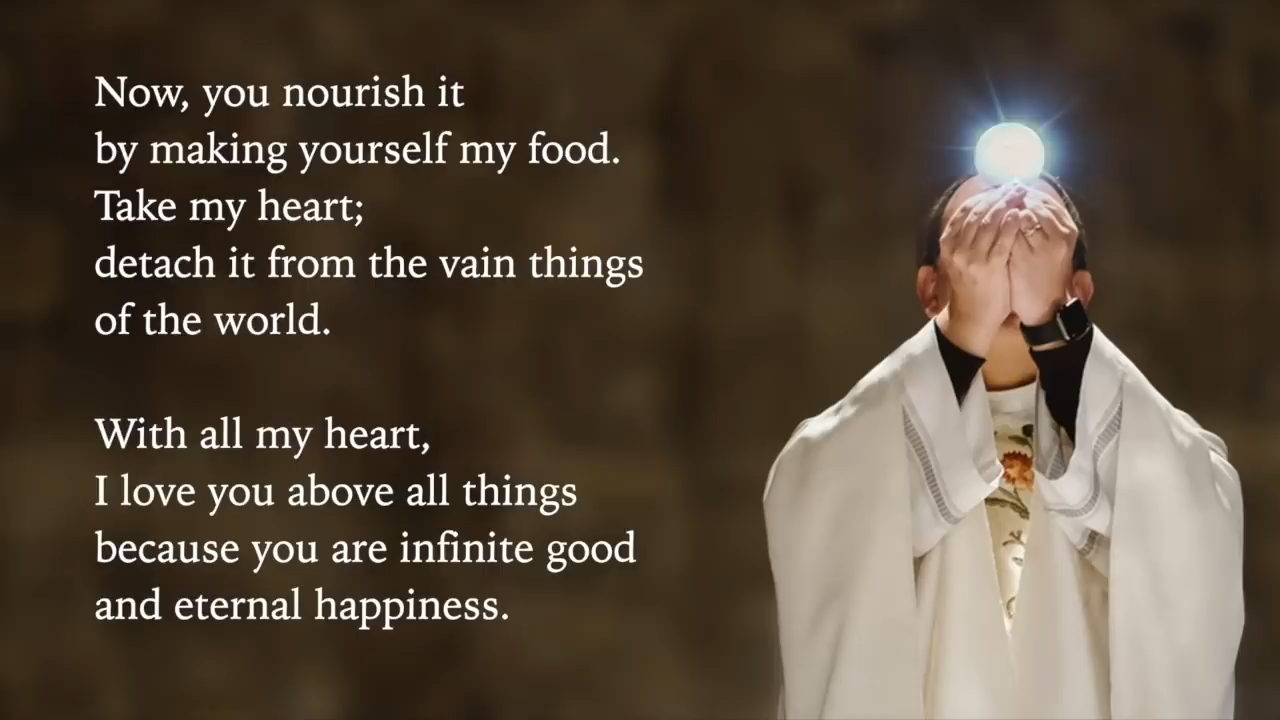 Now, you nourish it
by making yourself my food.
Take my heart;
detach it from the vain things
of the world.
With all my heart,
I love you above all things
because you are infinite good
and eternal happiness.